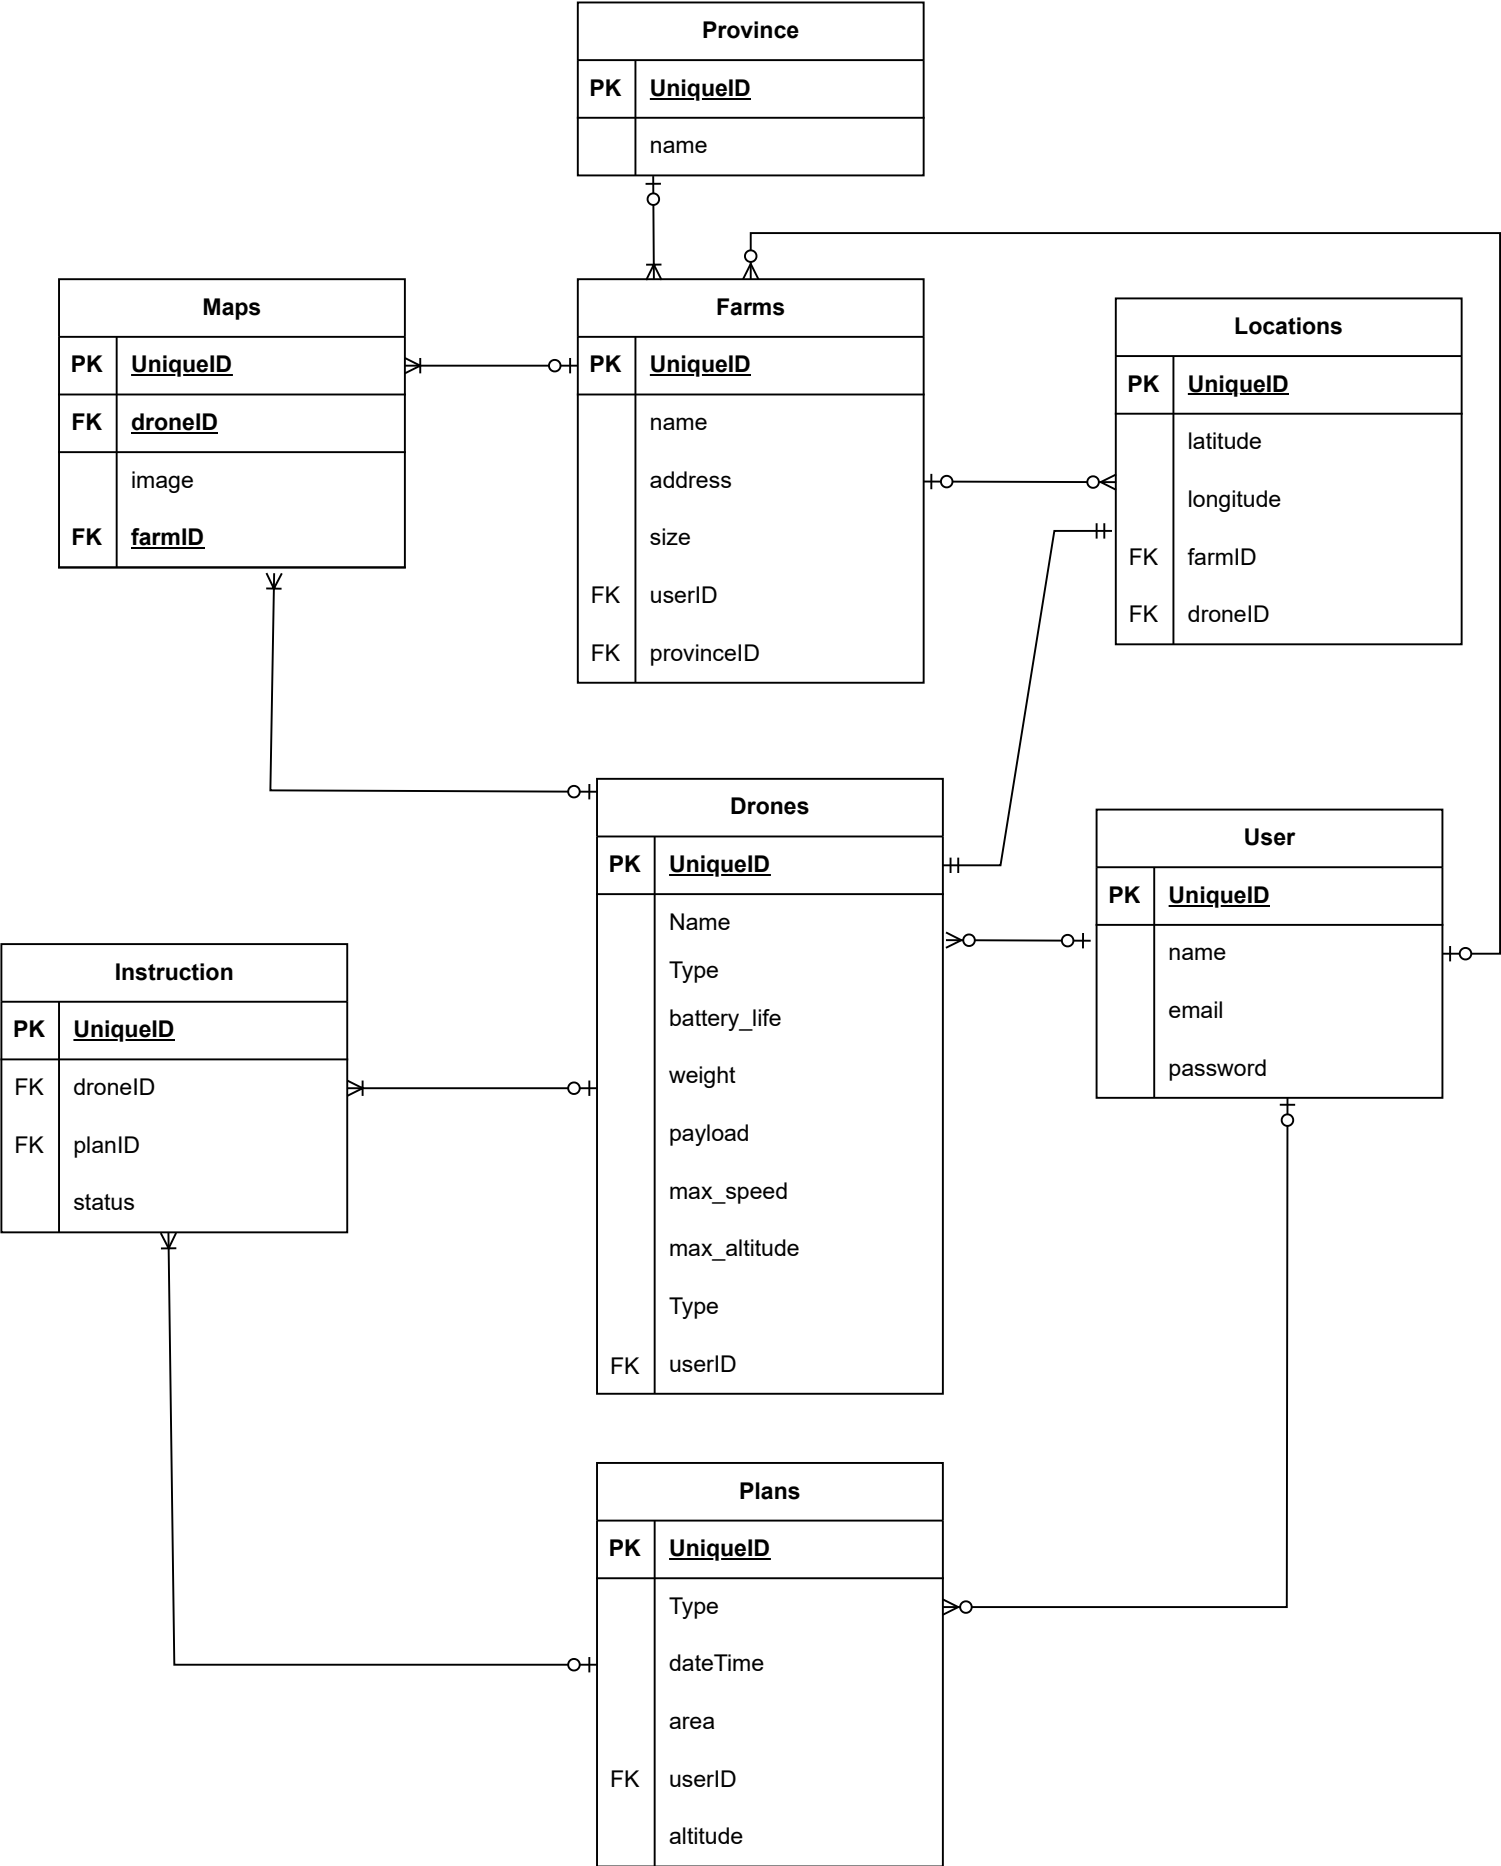 Province
PK UniqueID
name
Maps
PK UniqueID
FK droneID
image
FK farmID
Farms
PK UniqueID
name
address
size
FK userID
FK provinceID
Locations
PK UniqueID
latitude
longitude
FK farmID
FK droneID
Drones
PK UniqueID
Name
Type
battery_life
weight
payload
max_speed
max_altitude
Type
FK userID
User
PK UniqueID
name
email
password
Instruction
PK UniqueID
FK droneID
FK planID
status
Plans
PK UniqueID
Type
dateTime
area
FK userID
altitude